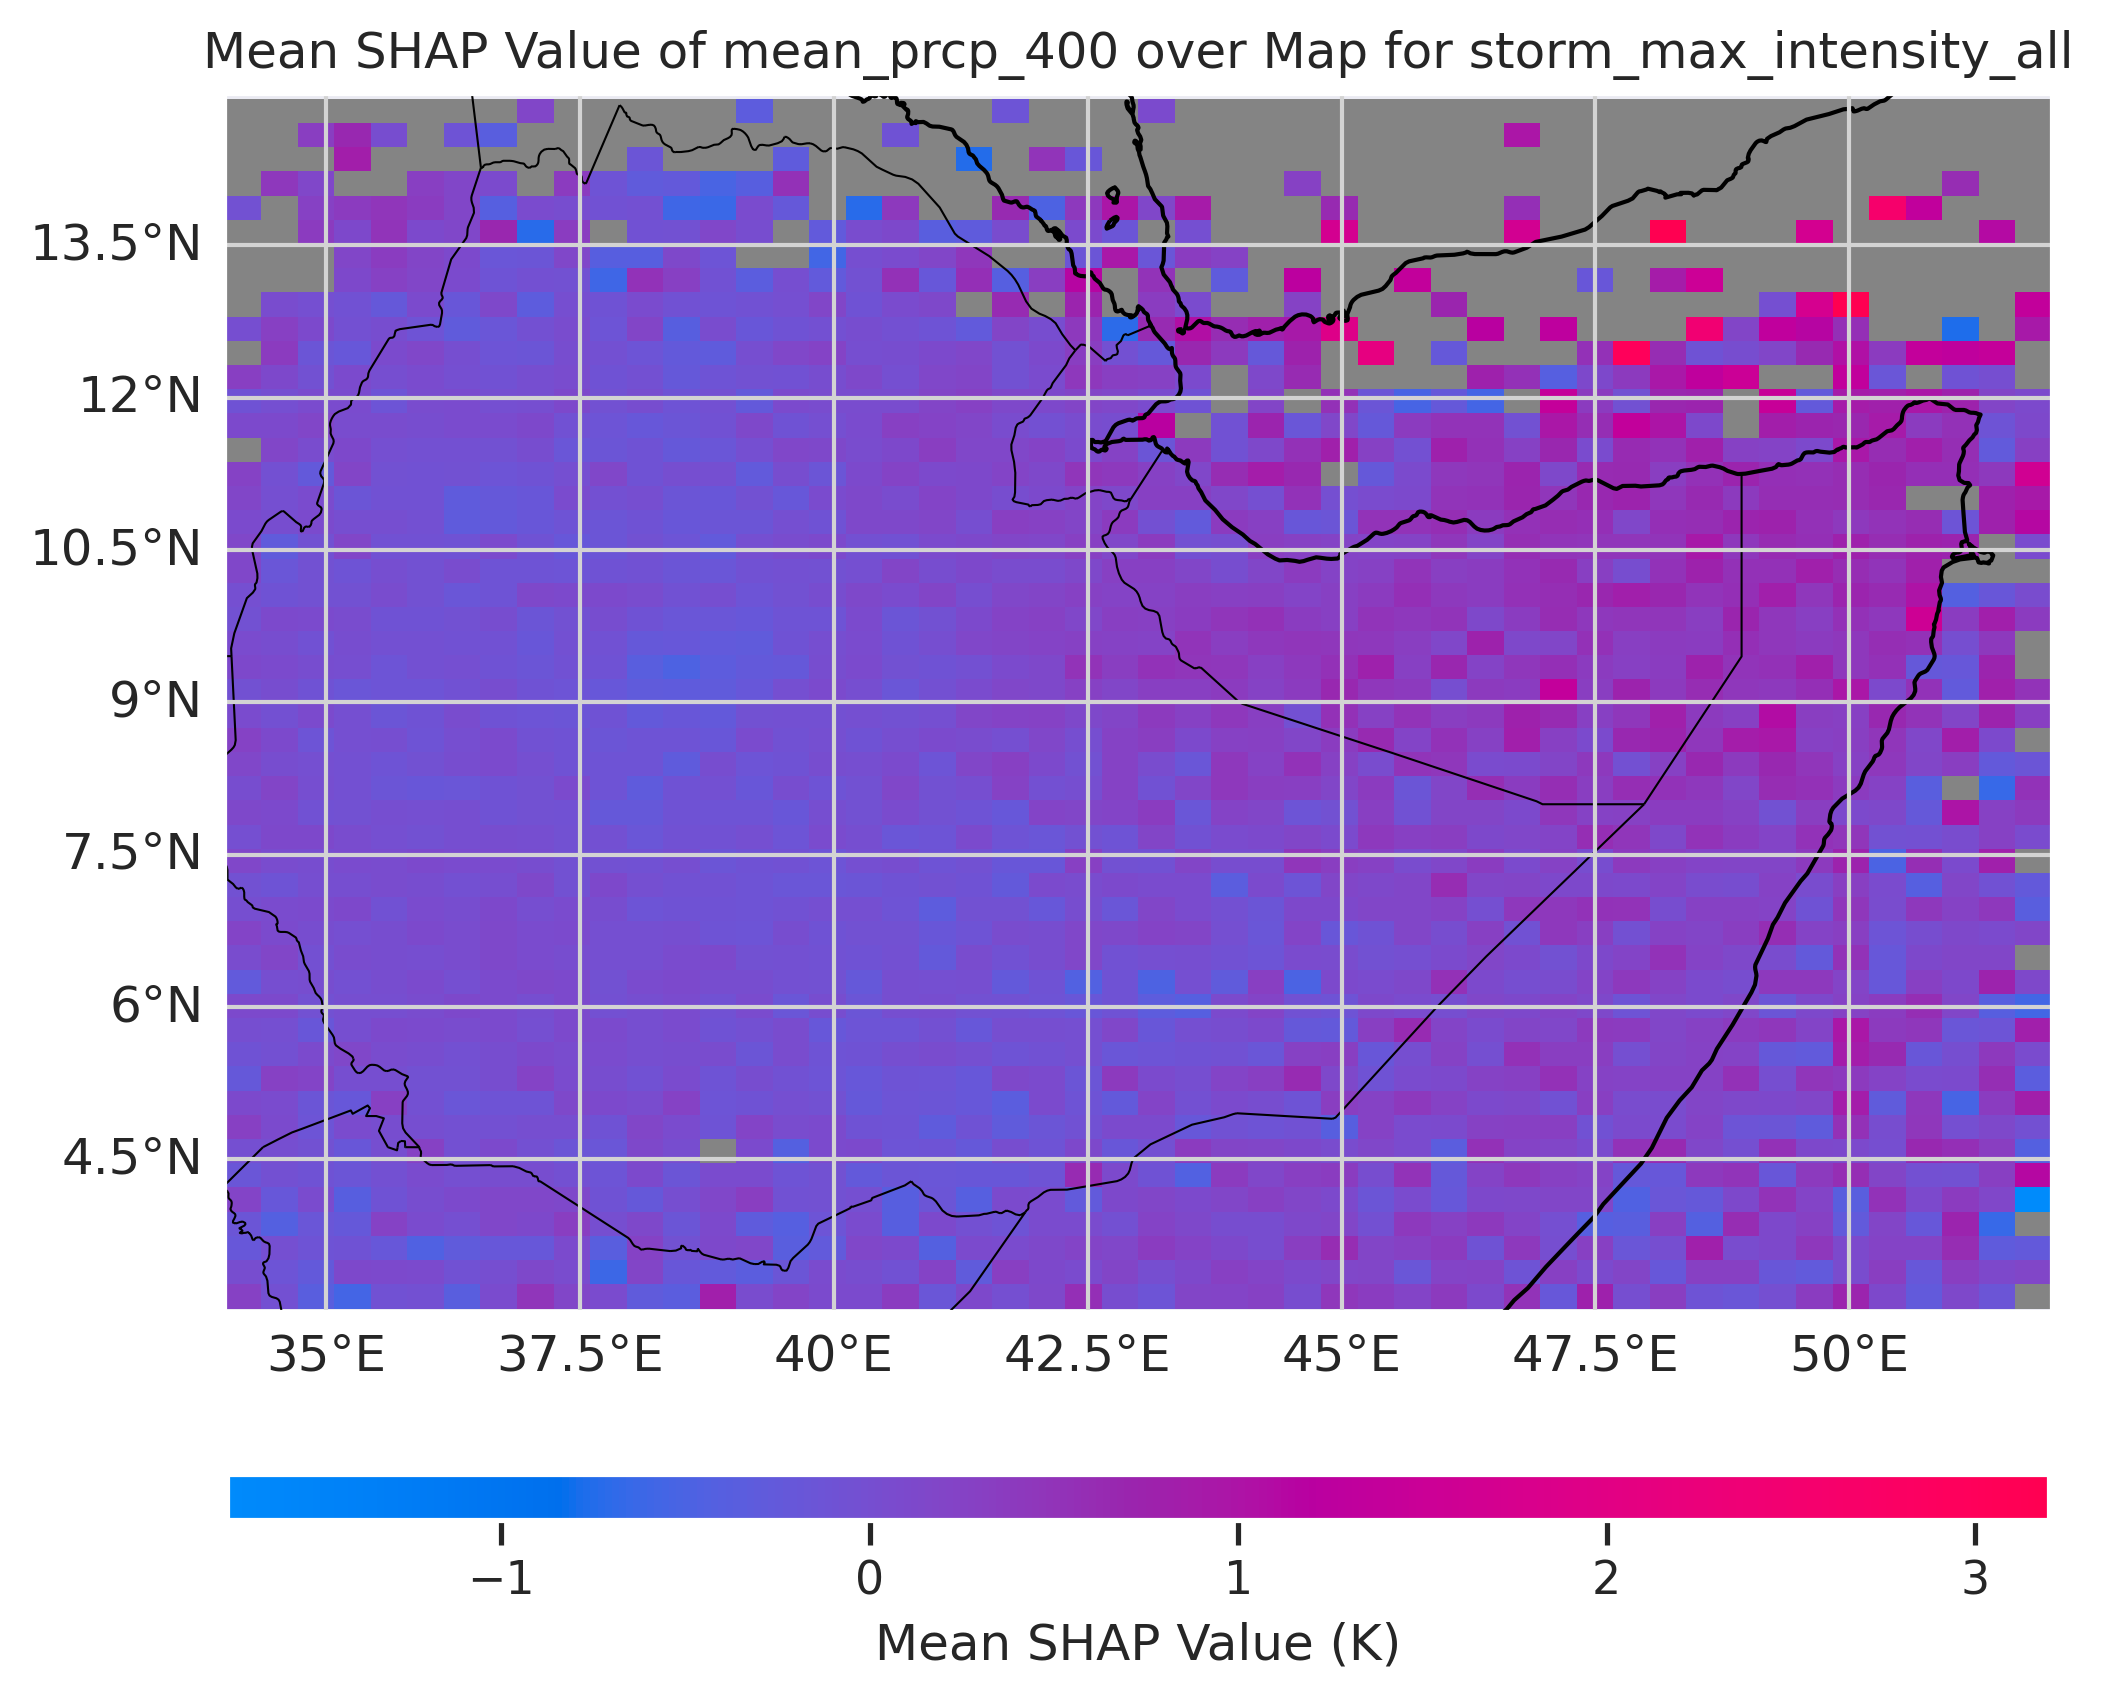 Mean SHAP Value of mean_prcp_400 over Map for storm_max_intensity_all
13.5°N
12°N
10.5°N
9°N
7.5°N
6°N
4.5°N
35°E 37.5°E 40°E 42.5°E 45°E 47.5°E 50°E
−1 0 1 2 3
Mean SHAP Value (K)